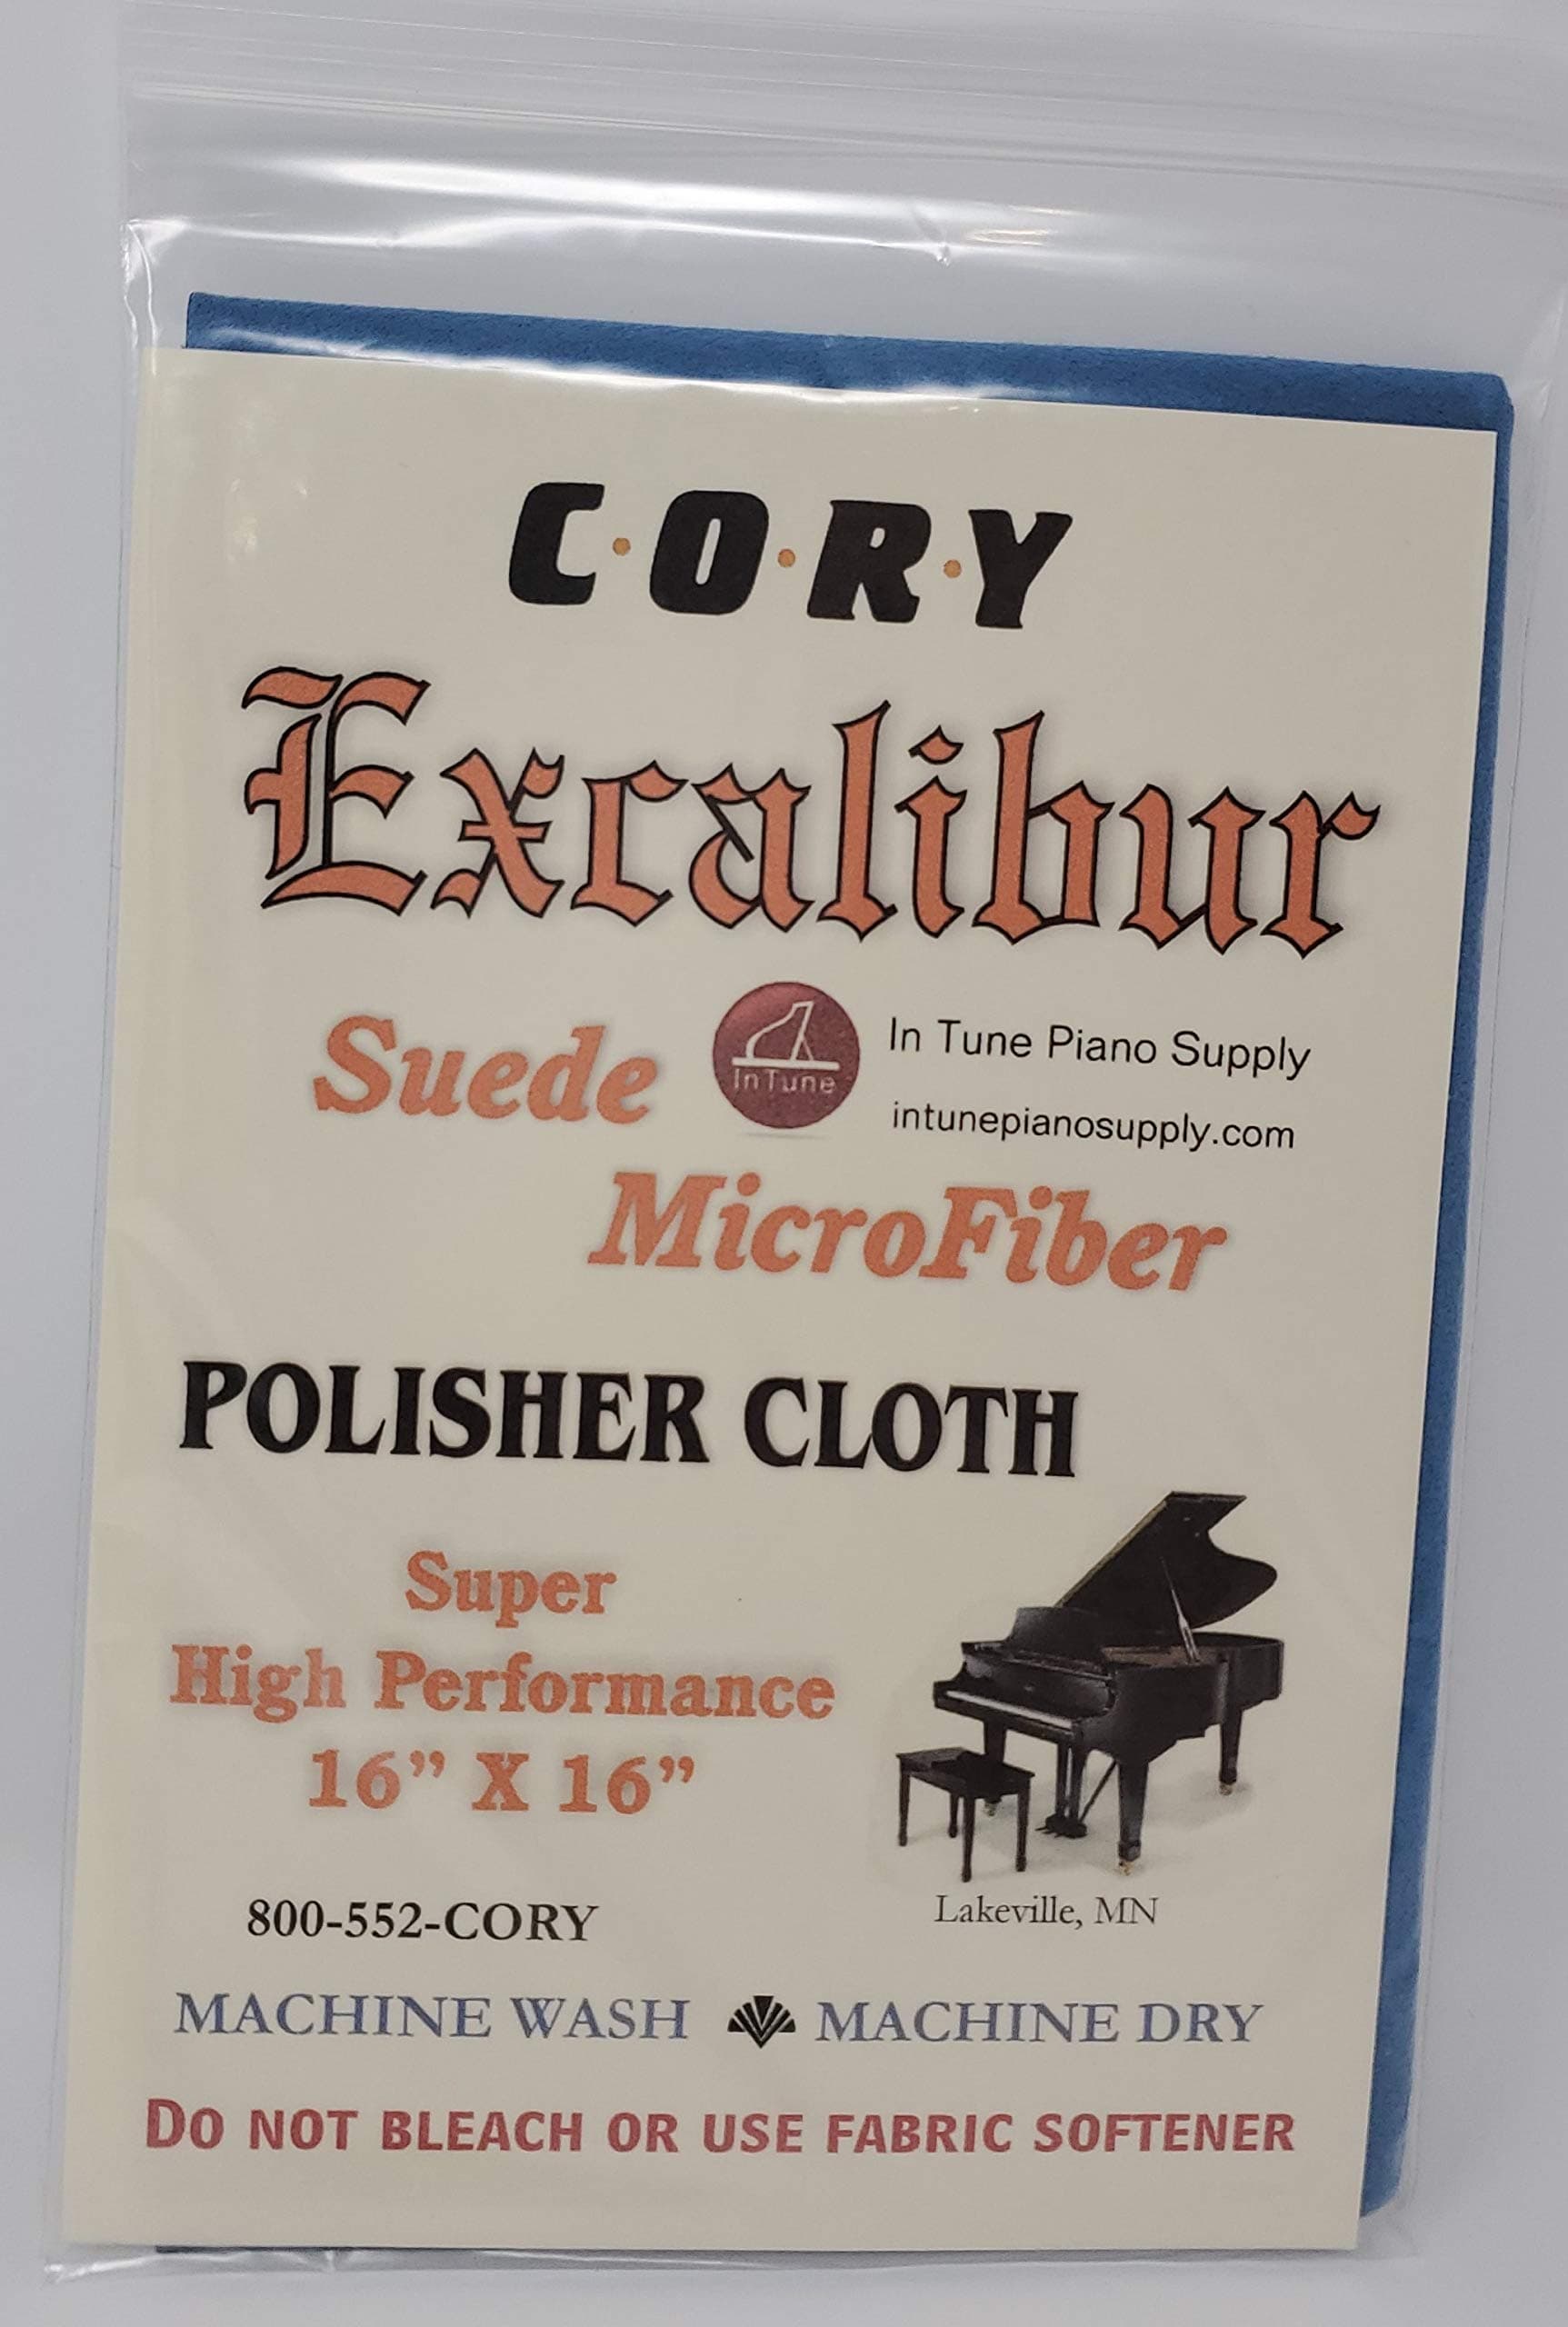 C·O·R·Y
Excalibur
Suede
InTune
In Tune Piano Supply
intunepianosupply.com
MicroFiber
POLISHER CLOTH
Super
High Performance
16” X 16”
800-552-CORY
Lakeville, MN
MACHINE WASH MACHINE DRY
DO NOT BLEACH OR USE FABRIC SOFTENER